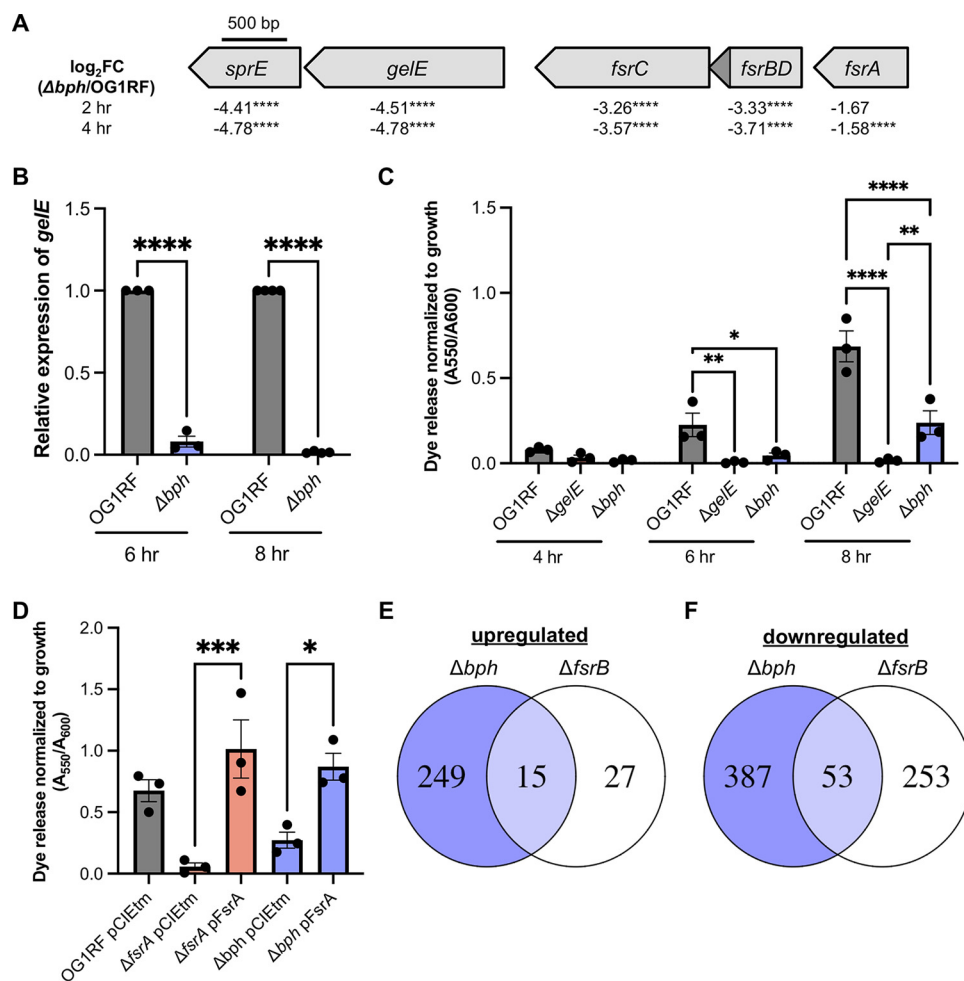 A
500 bp
log₂FC
(Δbph/OG1RF)
sprE gelE fsrC fsrBD fsrA
2 hr -4.41**** -4.51**** -3.26**** -3.33**** -1.67
4 hr -4.78**** -4.78**** -3.57**** -3.71**** -1.58****
B
Relative expression of gelE
1.5
1.0
0.5
0.0
**** ****
OG1RF Δbph OG1RF Δbph
6 hr 8 hr
C
Dye release normalized to growth
(A550/A600)
1.5
1.0
0.5
0.0
** *
**** ** ****
OG1RF ΔgelE Δbph OG1RF ΔgelE Δbph OG1RF ΔgelE Δbph
4 hr 6 hr 8 hr
D
Dye release normalized to growth
(A₅₅₀/A₆₀₀)
2.0
1.5
1.0
0.5
0.0
*** *
OG1RF pCIEtm ΔfsrA pCIEtm ΔfsrA pFsrA Δbph pCIEtm Δbph pFsrA
E
upregulated
Δbph ΔfsrB
249 15 27
F
downregulated
Δbph ΔfsrB
387 53 253